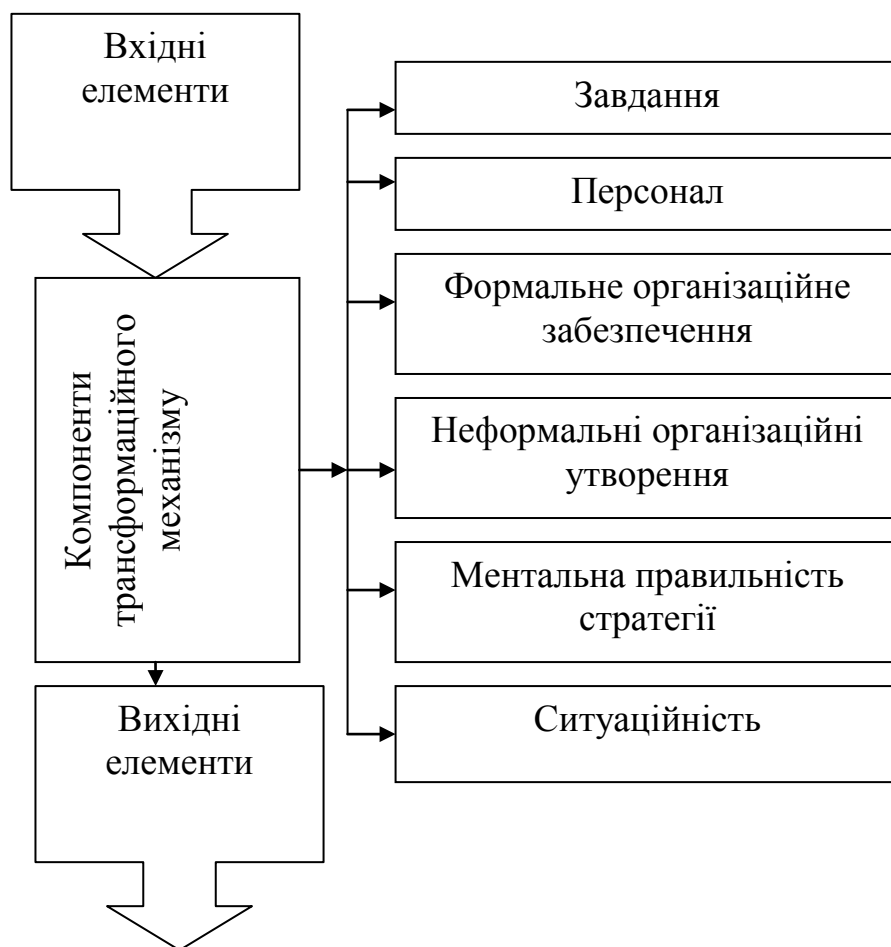 Вхідні
елементи
Завдання
Персонал
Формальне організаційне
забезпечення
Компоненти
трансформаційного
механізму
Неформальні організаційні
утворення
Ментальна правильність
стратегії
Вихідні
елементи
Ситуаційність